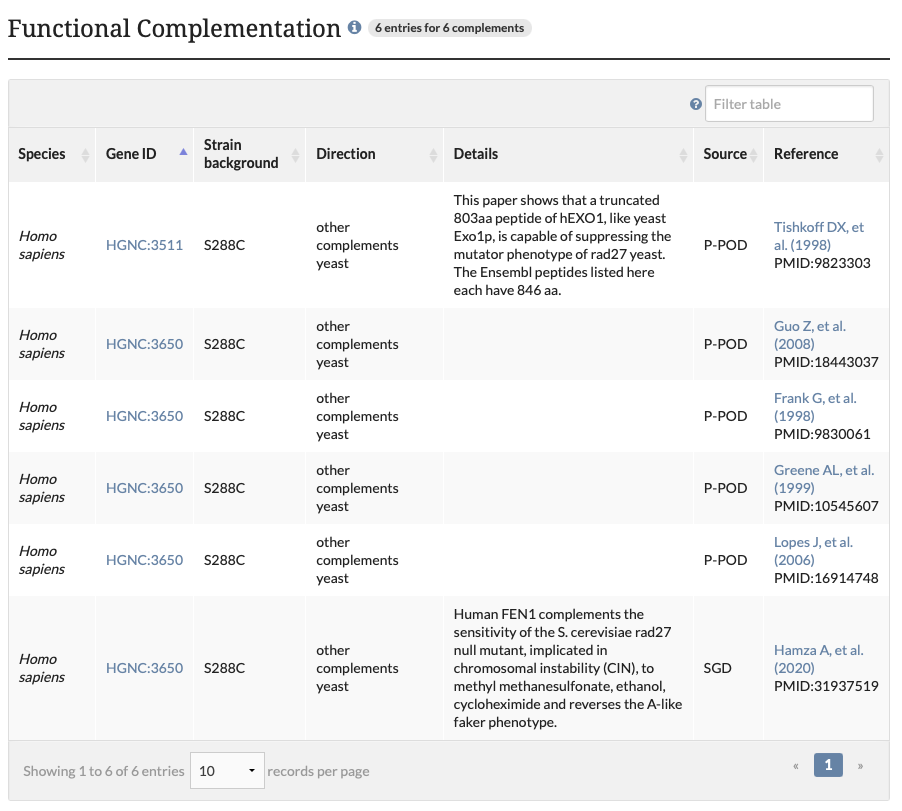 Functional Complementation
6 entries for 6 complements
Filter table
Species
Gene ID
Strain
background
Direction
Details
Source
Reference
Homo
sapiens
HGNC:3511
S288C
other
complements
yeast
This paper shows that a truncated
803aa peptide of hEXO1, like yeast
Exo1p, is capable of suppressing the
mutator phenotype of rad27 yeast.
The Ensembl peptides listed here
each have 846 aa.
P-POD
Tishkoff DX, et
al. (1998)
PMID:9823303
Homo
sapiens
HGNC:3650
S288C
other
complements
yeast
P-POD
Guo Z, et al.
(2008)
PMID:18443037
Homo
sapiens
HGNC:3650
S288C
other
complements
yeast
P-POD
Frank G, et al.
(1998)
PMID:9830061
Homo
sapiens
HGNC:3650
S288C
other
complements
yeast
P-POD
Greene AL, et al.
(1999)
PMID:10545607
Homo
sapiens
HGNC:3650
S288C
other
complements
yeast
P-POD
Lopes J, et al.
(2006)
PMID:16914748
Homo
sapiens
HGNC:3650
S288C
other
complements
yeast
Human FEN1 complements the
sensitivity of the S. cerevisiae rad27
null mutant, implicated in
chromosomal instability (CIN), to
methyl methanesulfonate, ethanol,
cycloheximide and reverses the A-like
faker phenotype.
SGD
Hamza A, et al.
(2020)
PMID:31937519
Showing 1 to 6 of 6 entries 10 records per page
« 1 »